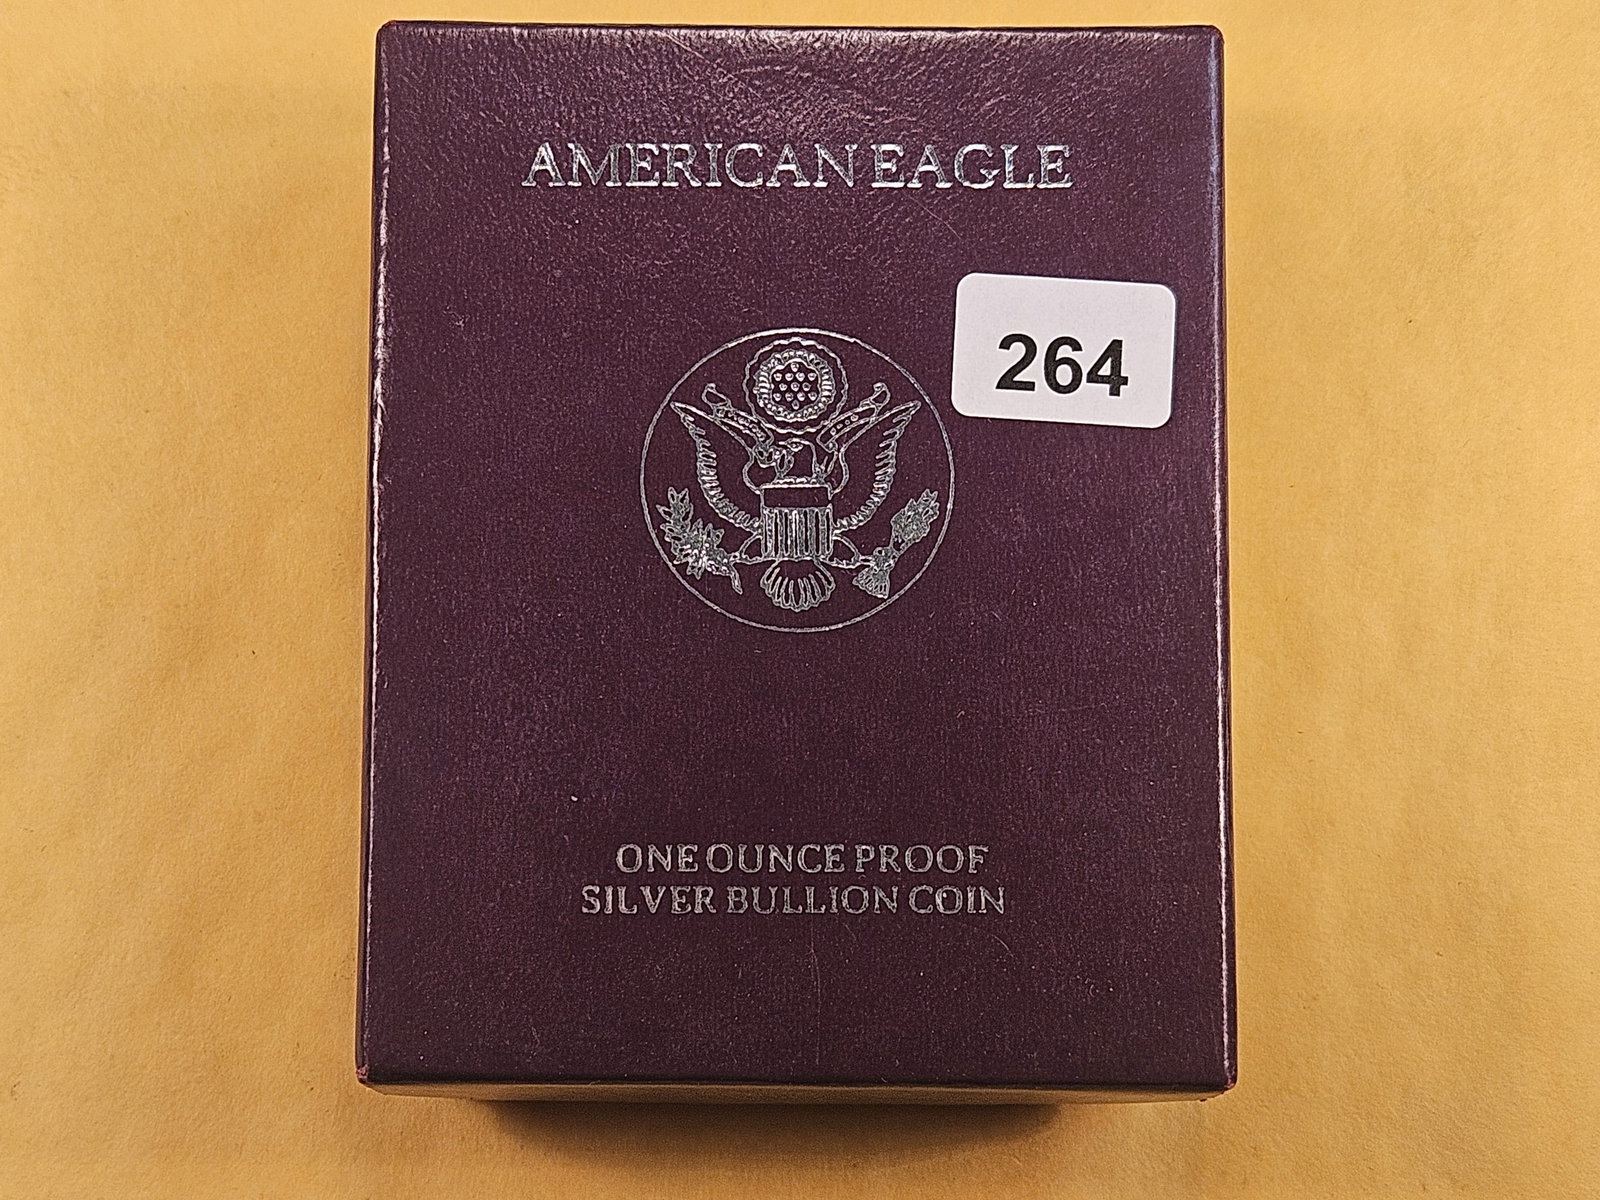 AMERICAN EAGLE
264
ONE OUNCE PROOF
SILVER BULLION COIN